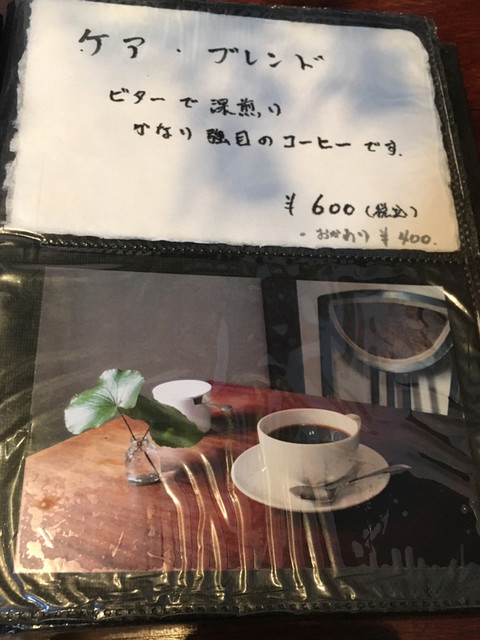 ケア・ブレンド
ビターで深煎り
かなり強目のコーヒーです.
¥600（税込）
・おかわり ¥400.